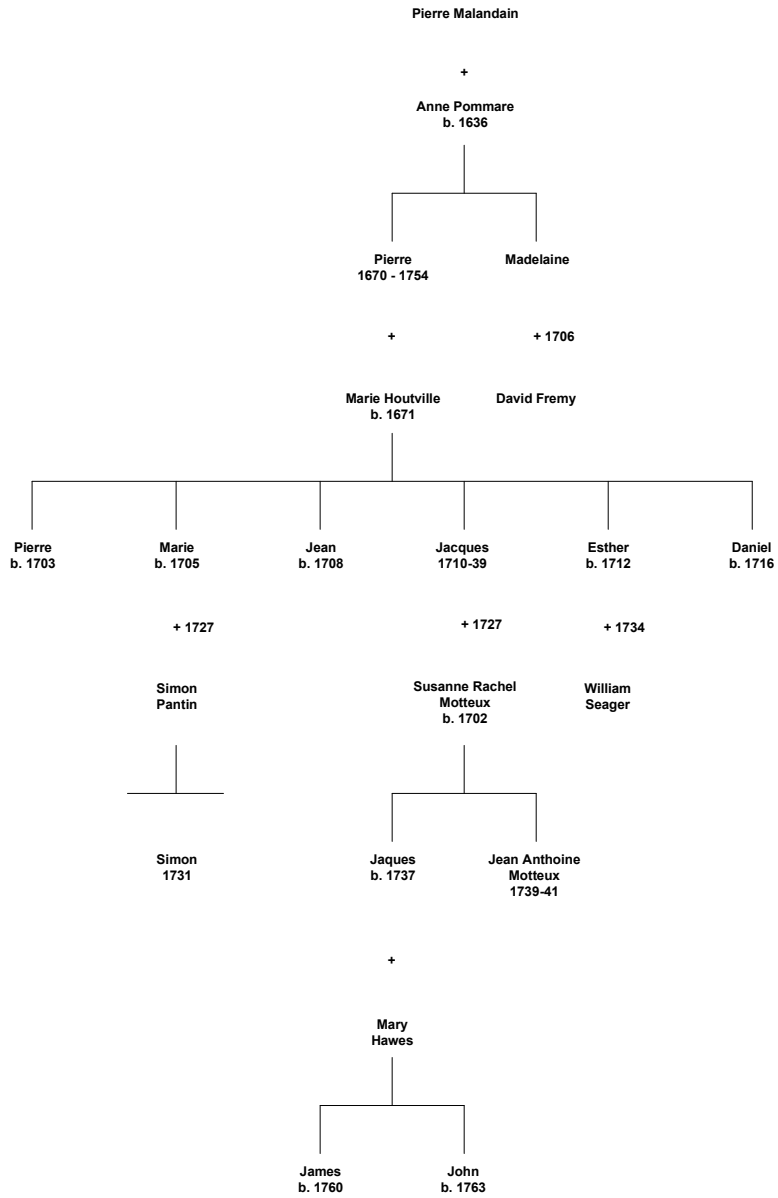 Pierre Malandain
+
Anne Pommare
b. 1636
Pierre
1670 - 1754
Madelaine
+
+ 1706
Marie Houtville
b. 1671
David Fremy
Pierre
b. 1703
Marie
b. 1705
Jean
b. 1708
Jacques
1710-39
Esther
b. 1712
Daniel
b. 1716
+ 1727
+ 1727
+ 1734
Simon
Pantin
Susanne Rachel
Motteux
b. 1702
William
Seager
Simon
1731
Jaques
b. 1737
Jean Anthoine
Motteux
1739-41
+
Mary
Hawes
James
b. 1760
John
b. 1763